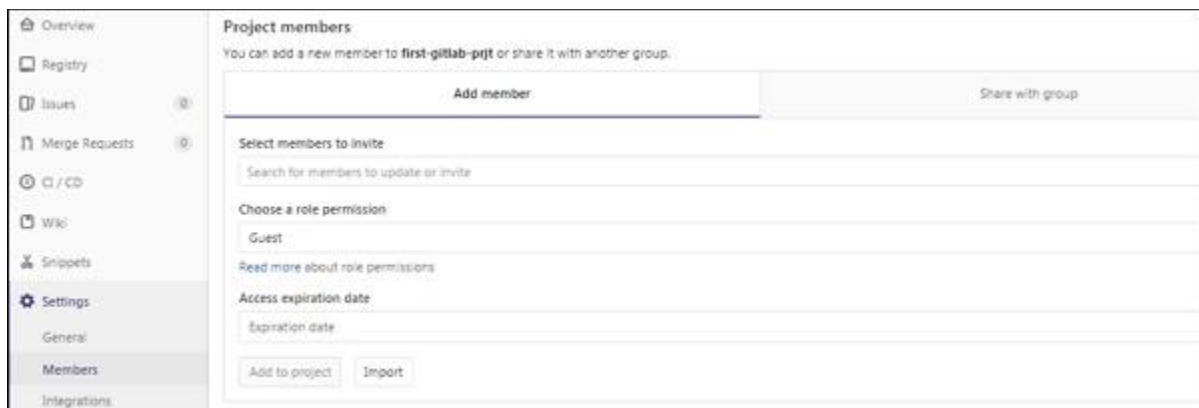 Overview
Registry
Issues 0
Merge Requests 0
CI / CD
Wiki
Snippets
Settings
General
Members
Integrations
Project members
You can add a new member to first-gitlab-prjt or share it with another group.
Add member
Share with group
Select members to invite
Search for members to update or invite
Choose a role permission
Guest
Read more about role permissions
Access expiration date
Expiration date
Add to project
Import